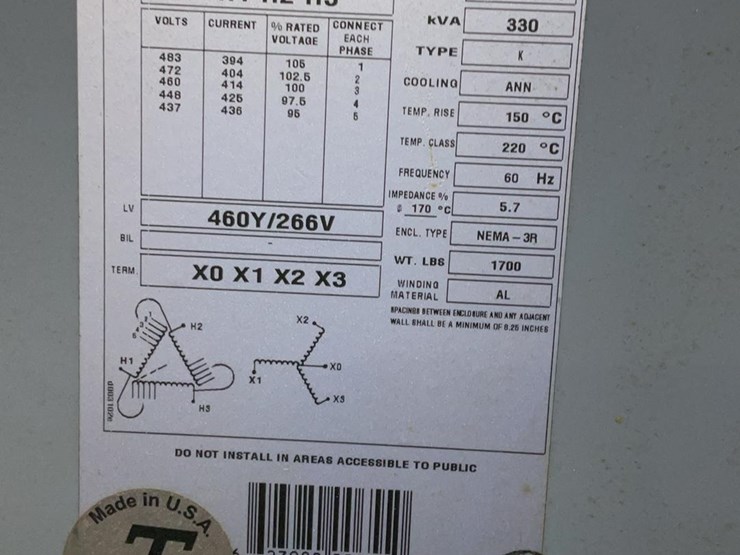 H2 H3
VOLTS CURRENT % RATED VOLTAGE CONNECT EACH PHASE
483 394 105 1
472 404 102.5 2
460 414 100 3
448 425 97.5 4
437 436 95 5
kVA 330
TYPE K
COOLING ANN
TEMP. RISE 150 °C
TEMP. CLASS 220 °C
FREQUENCY 60 Hz
IMPEDANCE %
170 °C 5.7
ENCL. TYPE NEMA-3R
WT. LBS 1700
WINDING
MATERIAL AL
SPACINGS BETWEEN ENCLOSURE AND ANY ADJACENT
WALL SHALL BE A MINIMUM OF 8.25 INCHES
LV 460Y/266V
BIL -
TERM. X0 X1 X2 X3
H2
H1
H3
X2
X0
X1
X3
DO NOT INSTALL IN AREAS ACCESSIBLE TO PUBLIC
Made in U.S.A.
T